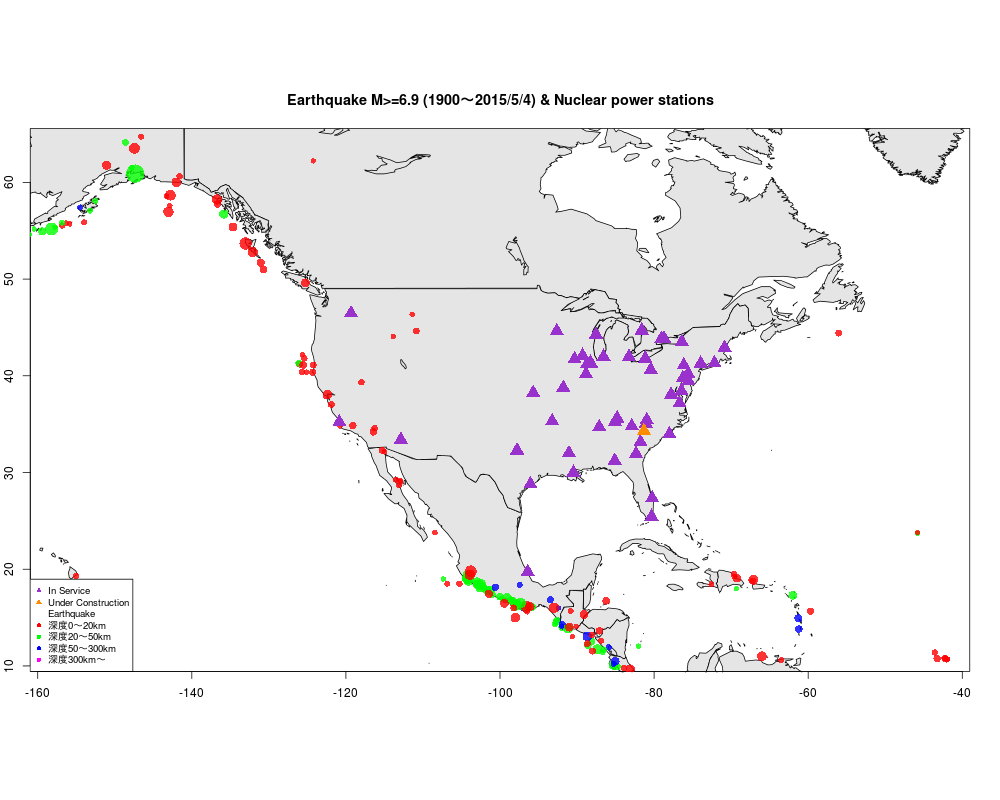 Earthquake M>=6.9 (1900～2015/5/4) & Nuclear power stations
60
50
40
30
20
10
In Service
Under Construction
Earthquake
深度0～20km
深度20～50km
深度50～300km
深度300km～
-160
-140
-120
-100
-80
-60
-40